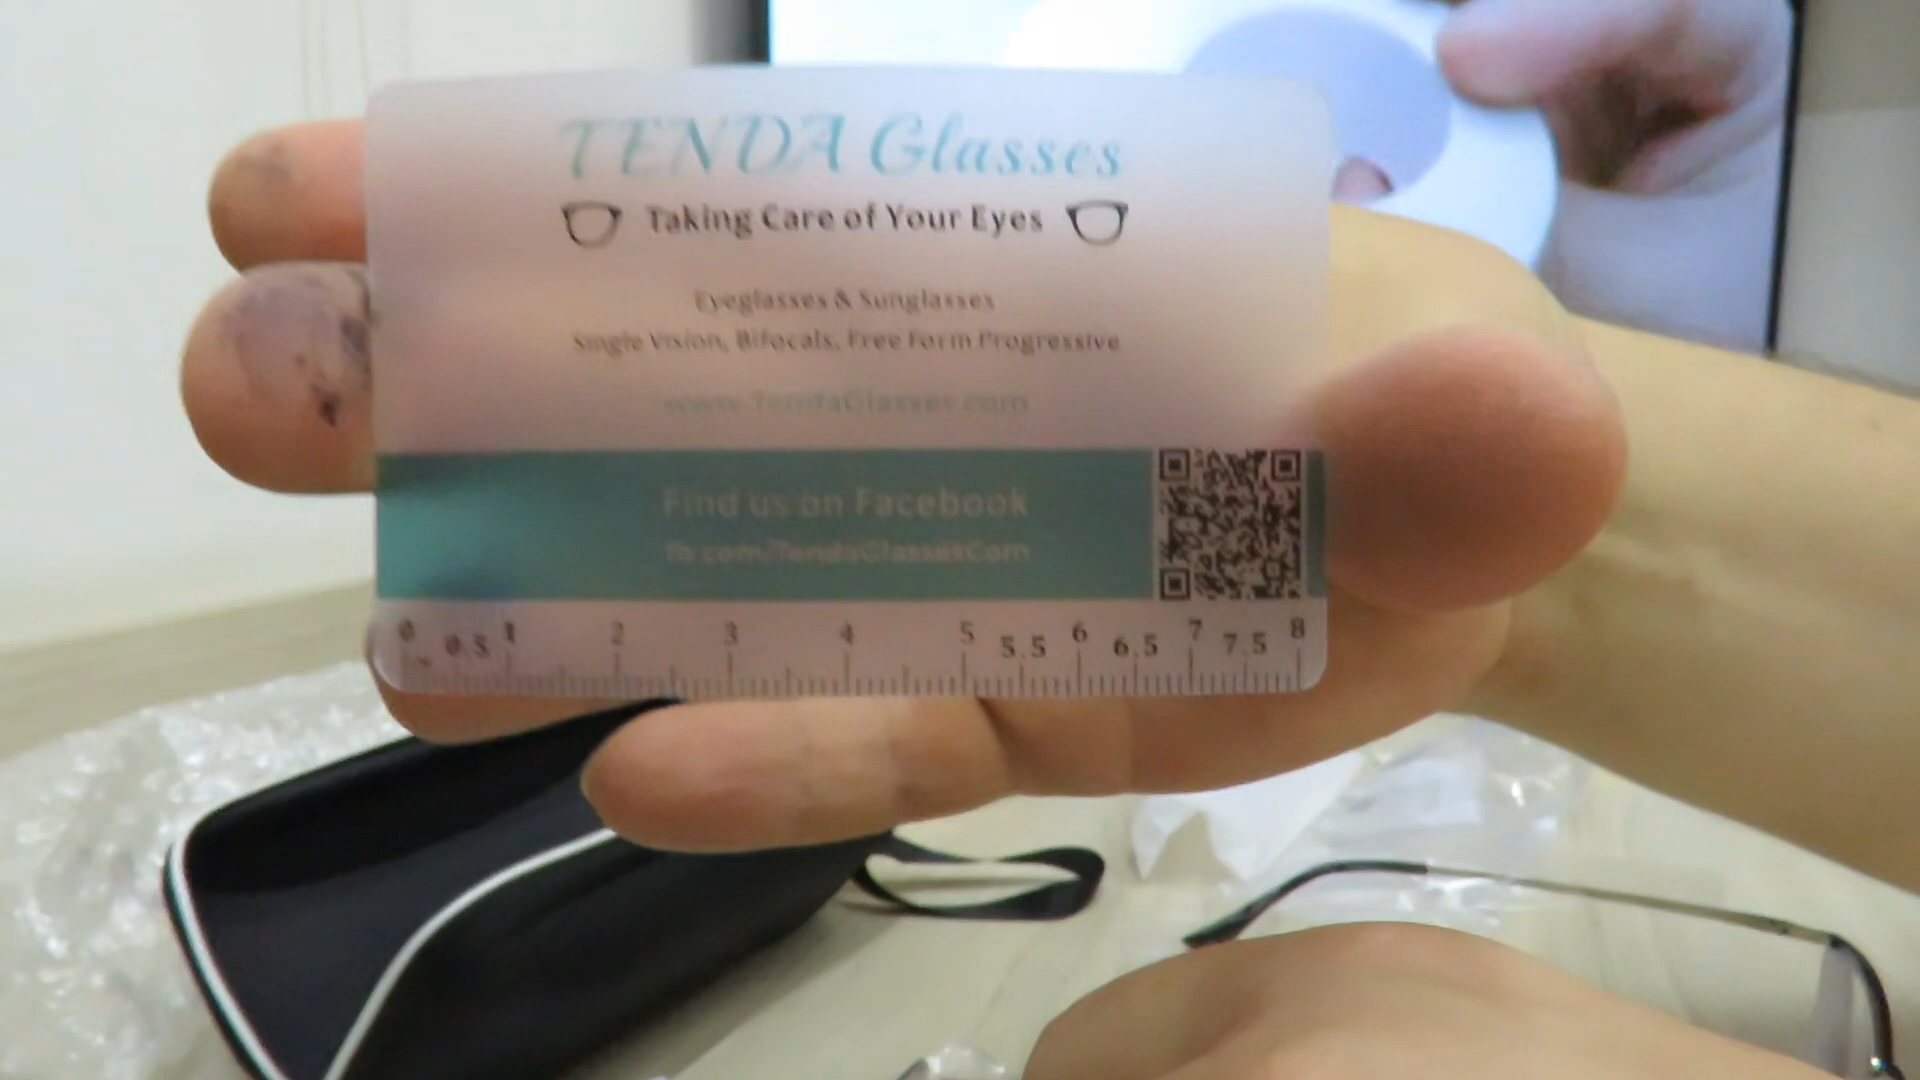 TENDA Glasses
Taking Care of Your Eyes
Eyeglasses & Sunglasses
Single Vision, Bifocals, Free Form Progressive
www.TendaGlasses.com
Find us on Facebook
fb.com/TendaGlassesCom
0 0.5 1 2 3 4 5 5.5 6 6.5 7 7.5 8